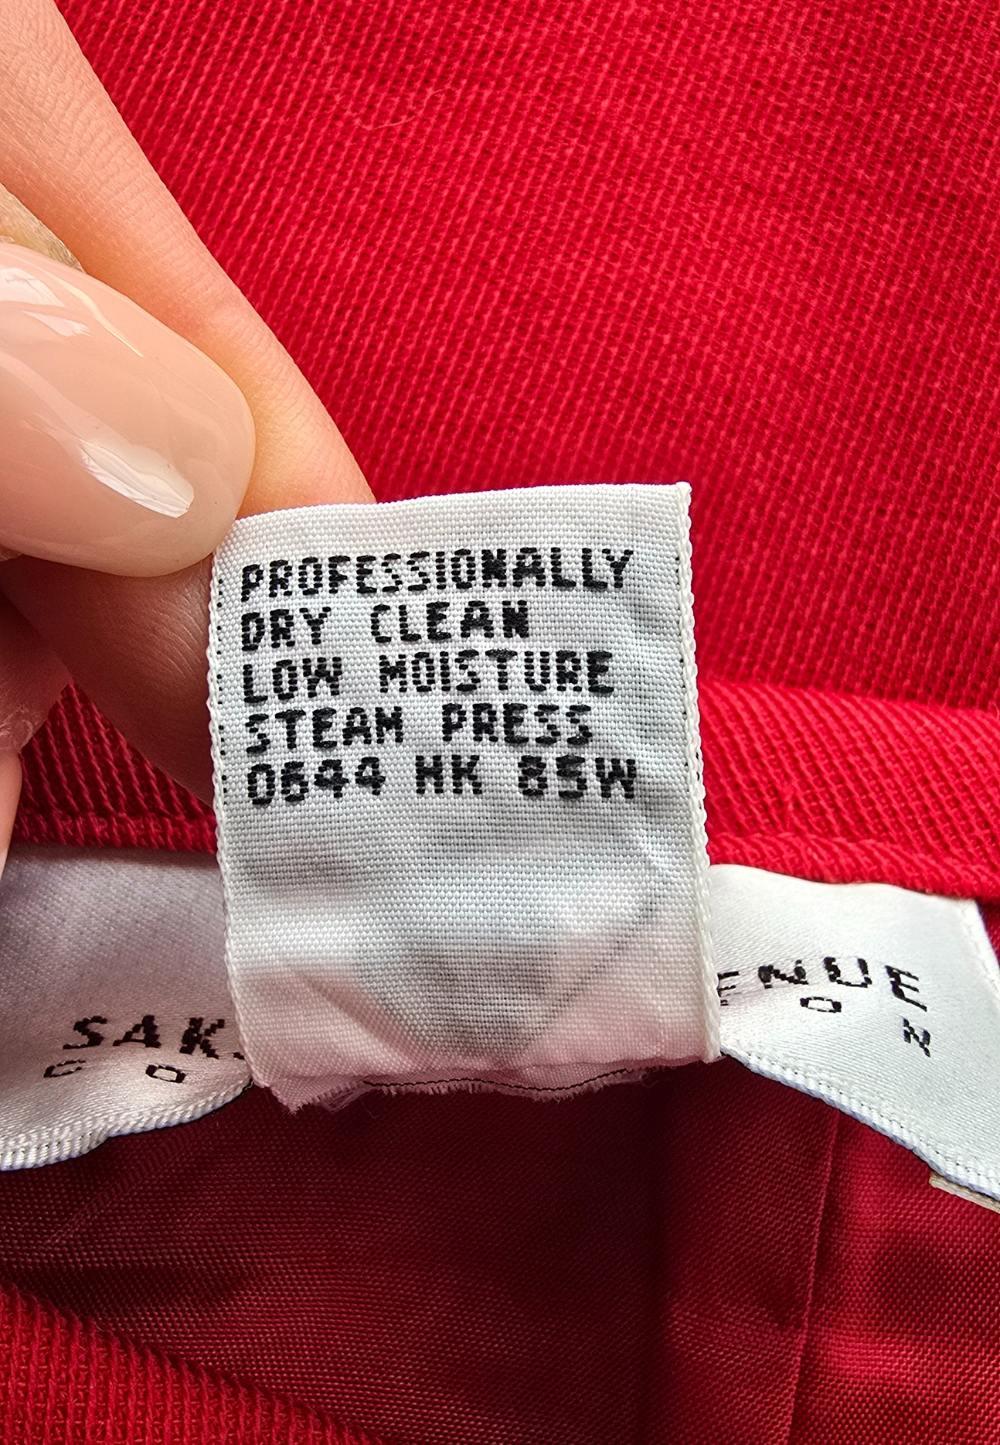 PROFESSIONALLY
DRY CLEAN
LOW MOISTURE
STEAM PRESS
0644 HK 85W
SAK
ENUE
C O
O N